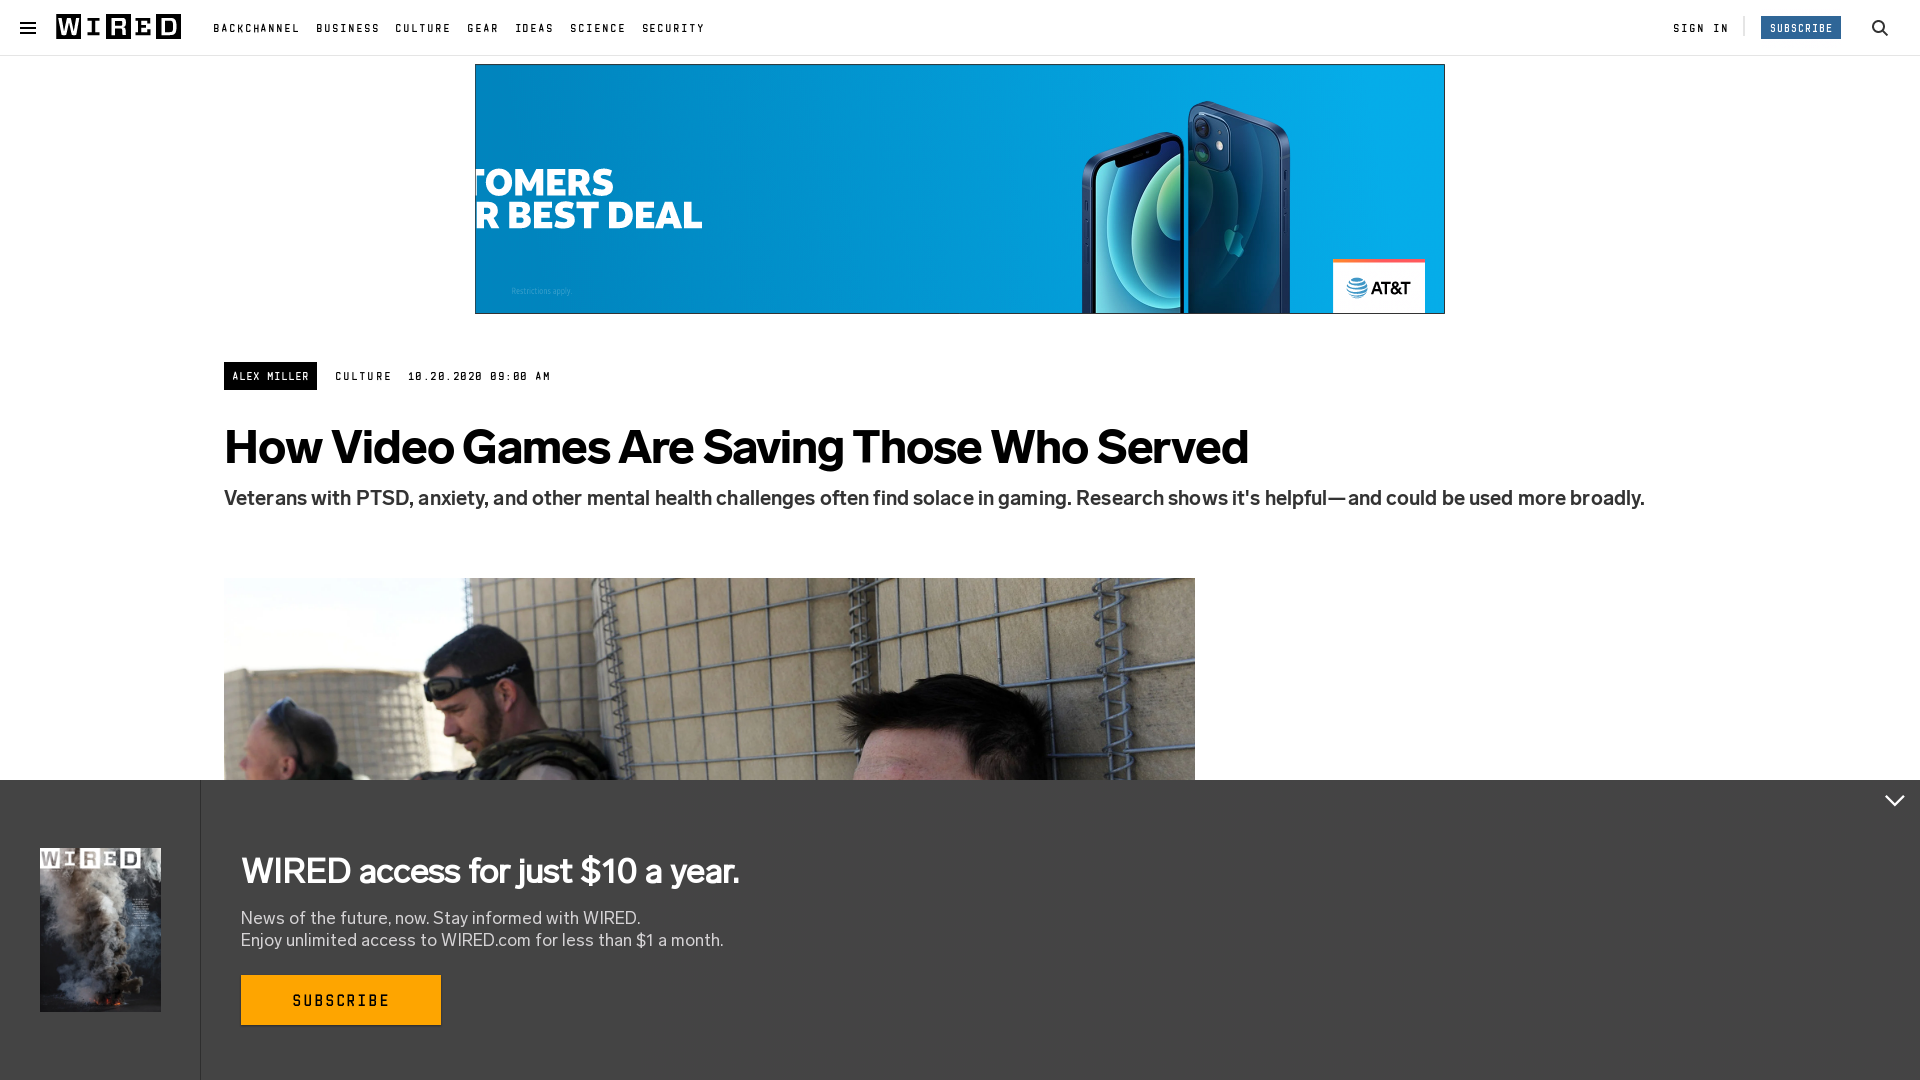 WIRED
BACKCHANNEL BUSINESS CULTURE GEAR IDEAS SCIENCE SECURITY
SIGN IN
SUBSCRIBE
TOMERS
R BEST DEAL
Restrictions apply.
AT&T
ALEX MILLER
CULTURE
10.20.2020 09:00 AM
How Video Games Are Saving Those Who Served
Veterans with PTSD, anxiety, and other mental health challenges often find solace in gaming. Research shows it's helpful—and could be used more broadly.
WIRED
WIRED access for just $10 a year.
News of the future, now. Stay informed with WIRED.
Enjoy unlimited access to WIRED.com for less than $1 a month.
SUBSCRIBE